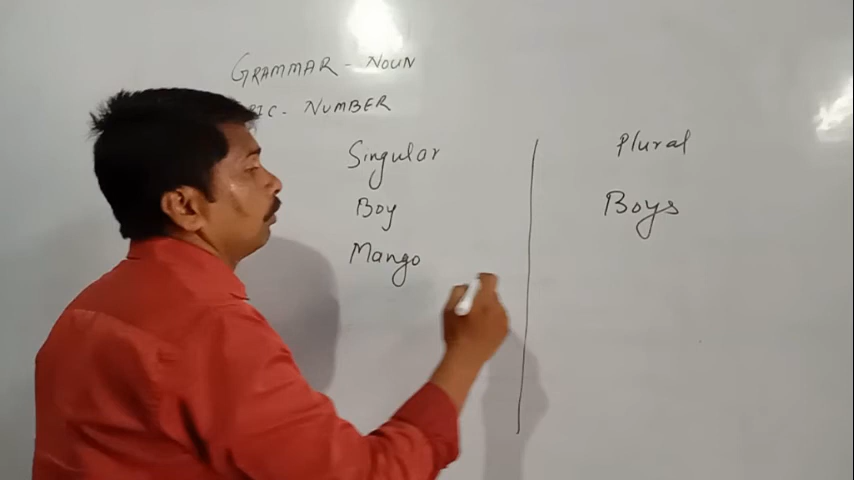 GRAMMAR - NOUN
NUMBER
Singular Plural
Boy Boys
Mango